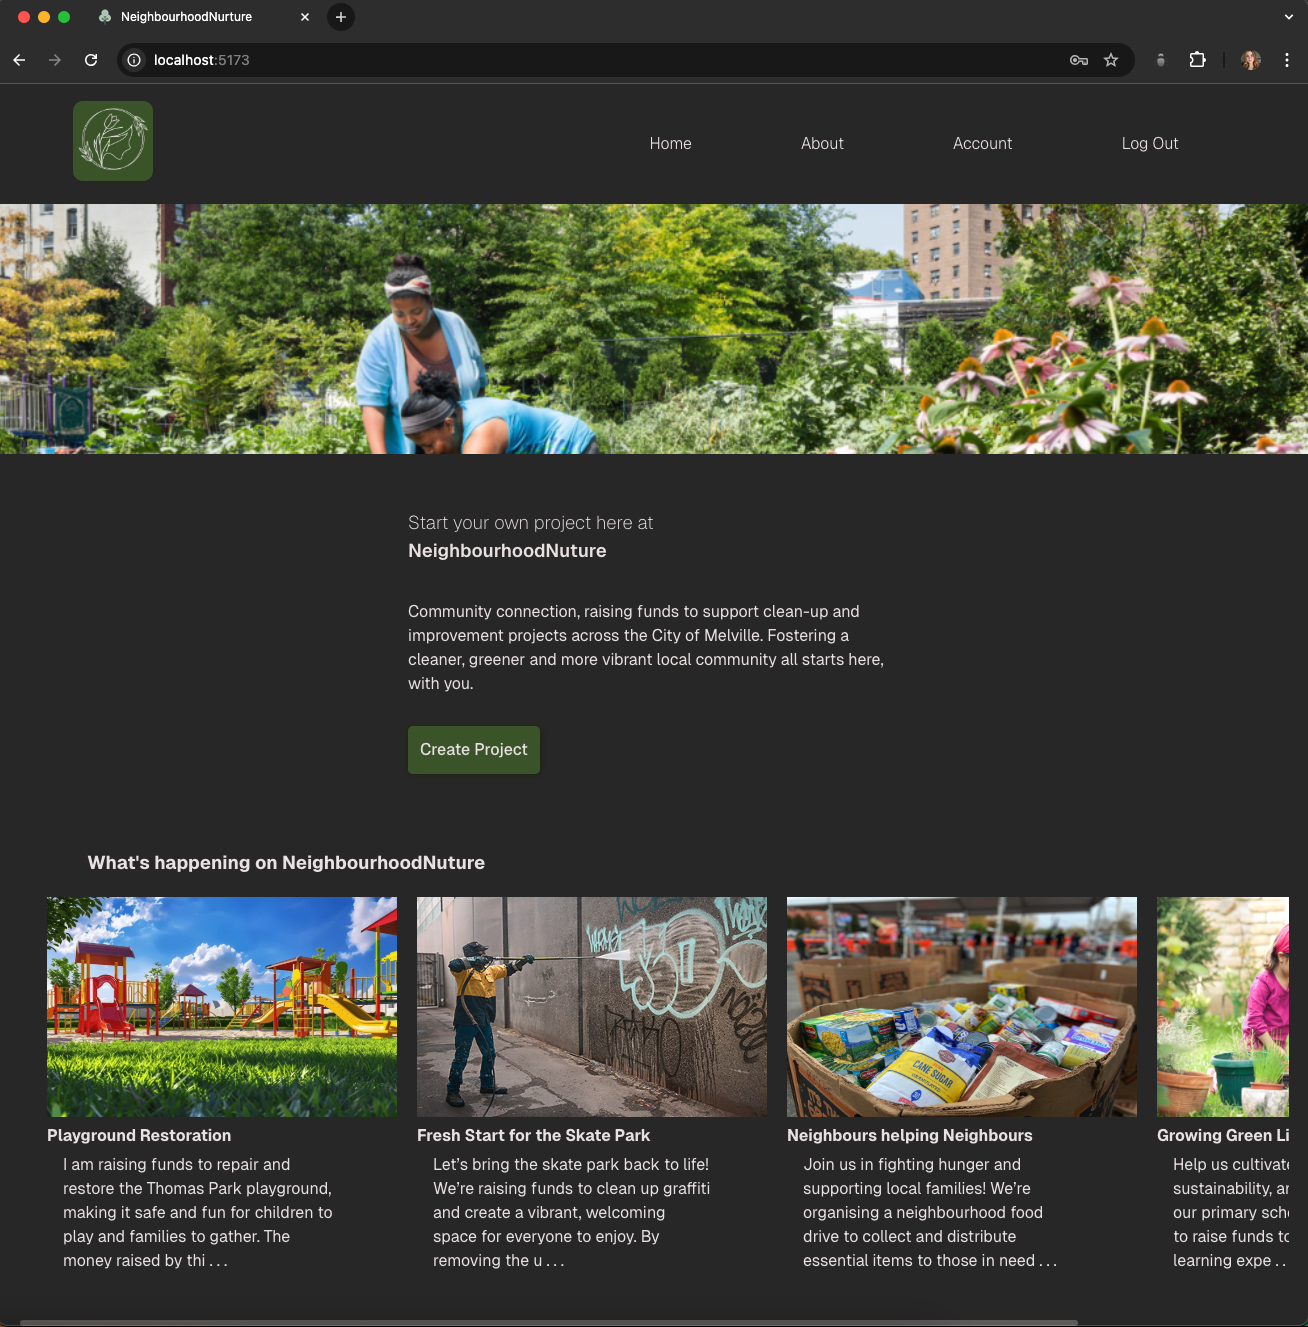 NeighbourhoodNurture
localhost:5173
Home
About
Account
Log Out
Start your own project here at
NeighbourhoodNuture
Community connection, raising funds to support clean-up and
improvement projects across the City of Melville. Fostering a
cleaner, greener and more vibrant local community all starts here,
with you.
Create Project
What's happening on NeighbourhoodNuture
CANE SUGAR
Playground Restoration
I am raising funds to repair and
restore the Thomas Park playground,
making it safe and fun for children to
play and families to gather. The
money raised by thi . . .
Fresh Start for the Skate Park
Let’s bring the skate park back to life!
We’re raising funds to clean up graffiti
and create a vibrant, welcoming
space for everyone to enjoy. By
removing the u . . .
Neighbours helping Neighbours
Join us in fighting hunger and
supporting local families! We’re
organising a neighbourhood food
drive to collect and distribute
essential items to those in need . . .
Growing Green Li
Help us cultivate
sustainability, a
our primary sch
to raise funds to
learning expe . .